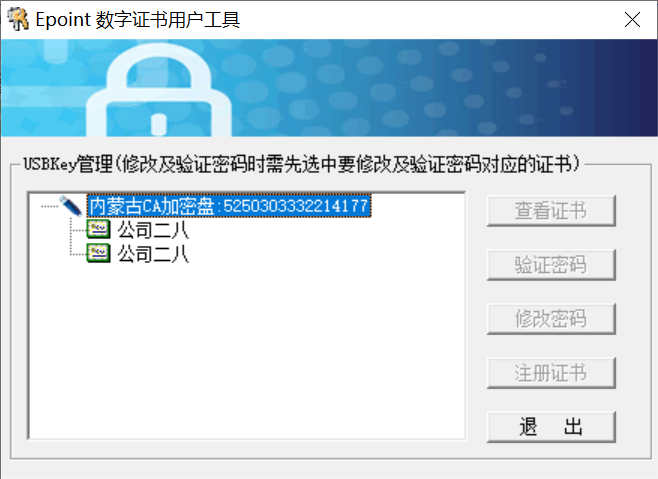 Epoint 数字证书用户工具
USBKey管理(修改及验证密码时需先选中要修改及验证密码对应的证书)
内蒙古CA加密盘:5250303332214177
公司二八
公司二八
查看证书
验证密码
修改密码
注册证书
退 出